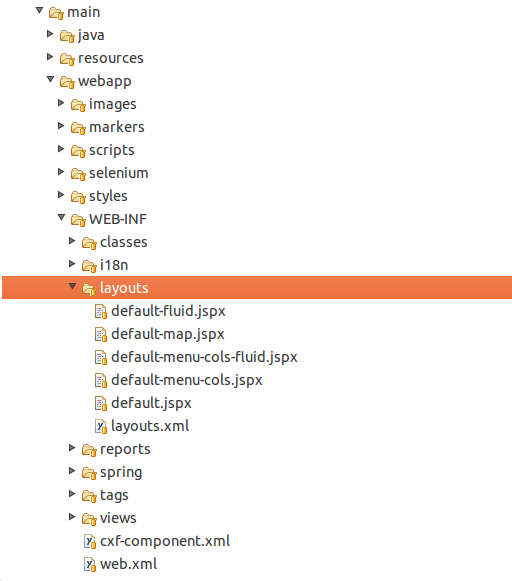 main
java
resources
webapp
images
markers
scripts
selenium
styles
WEB-INF
classes
i18n
layouts
default-fluid.jspx
default-map.jspx
default-menu-cols-fluid.jspx
default-menu-cols.jspx
default.jspx
layouts.xml
reports
spring
tags
views
cxf-component.xml
web.xml